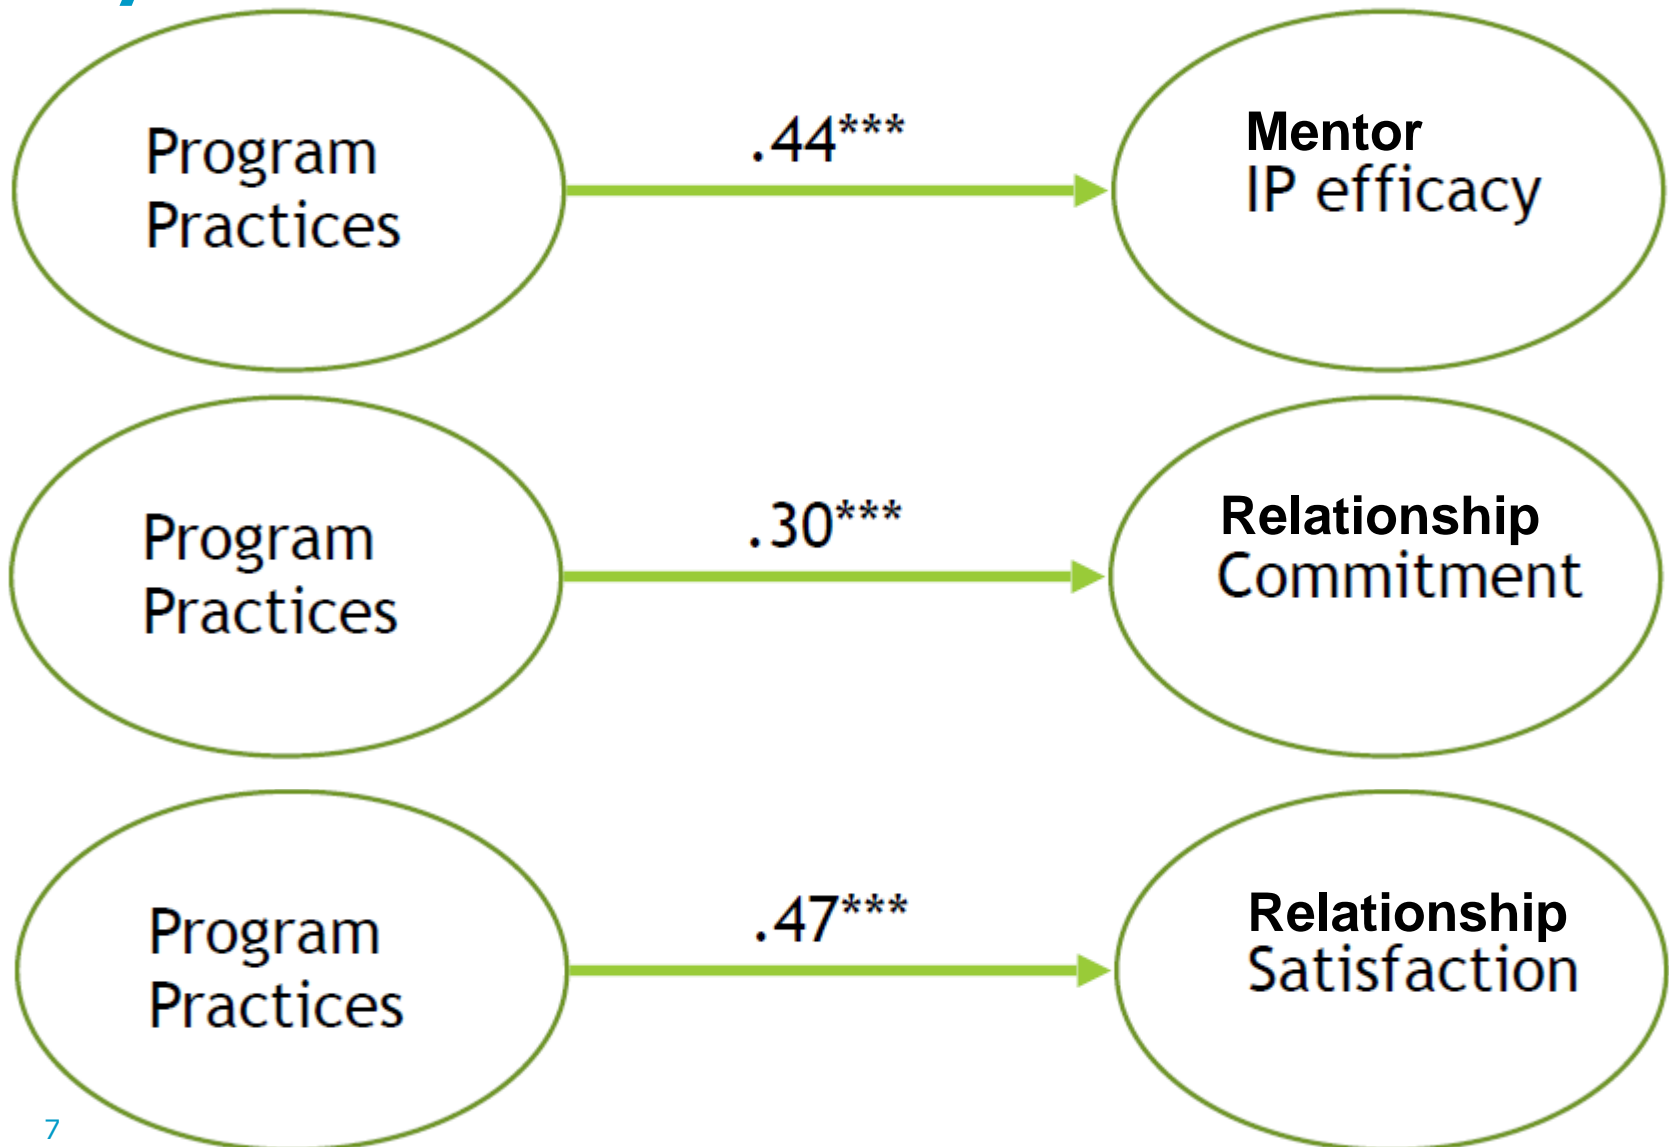 Program
Practices
.44***
Mentor
IP efficacy
Program
Practices
.30***
Relationship
Commitment
Program
Practices
.47***
Relationship
Satisfaction
7